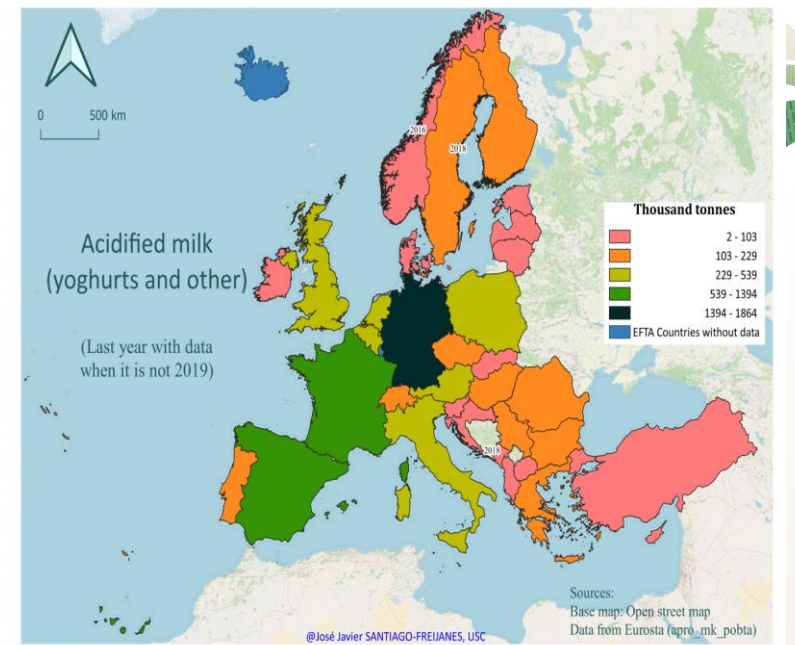 0 500 km
2016
2018
Acidified milk
(yoghurts and other)
(Last year with data
when it is not 2019)
Thousand tonnes
2 - 103
103 - 229
229 - 539
539 - 1394
1394 - 1864
EFTA Countries without data
2018
Sources:
Base map: Open street map
Data from Eurosta (apro_mk_pobta)
@José Javier SANTIAGO-FREIJANES, USC